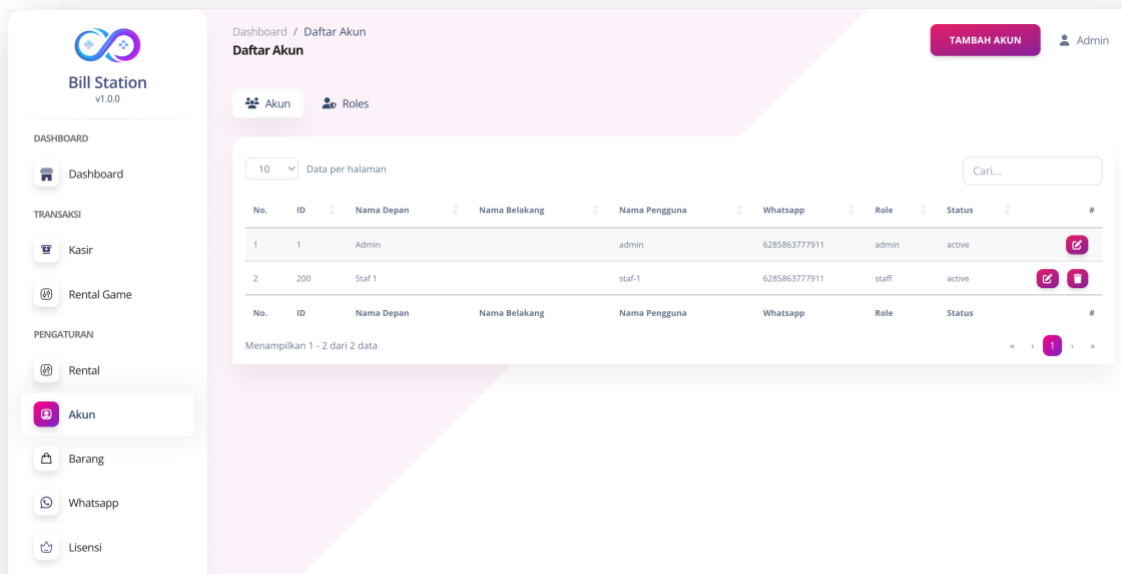 Bill Station
v1.0.0
DASHBOARD
Dashboard
TRANSAKSI
Kasir
Rental Game
PENGATURAN
Rental
Akun
Barang
Whatsapp
Lisensi
Dashboard / Daftar Akun
Daftar Akun
TAMBAH AKUN
Admin
Akun
Roles
10 Data per halaman
Cari...
No. ID Nama Depan Nama Belakang Nama Pengguna Whatsapp Role Status #
1 1 Admin admin 6285863777911 admin active
2 200 Staf 1 staf-1 6285863777911 staff active
No. ID Nama Depan Nama Belakang Nama Pengguna Whatsapp Role Status #
Menampilkan 1 - 2 dari 2 data
« ‹ 1 › »